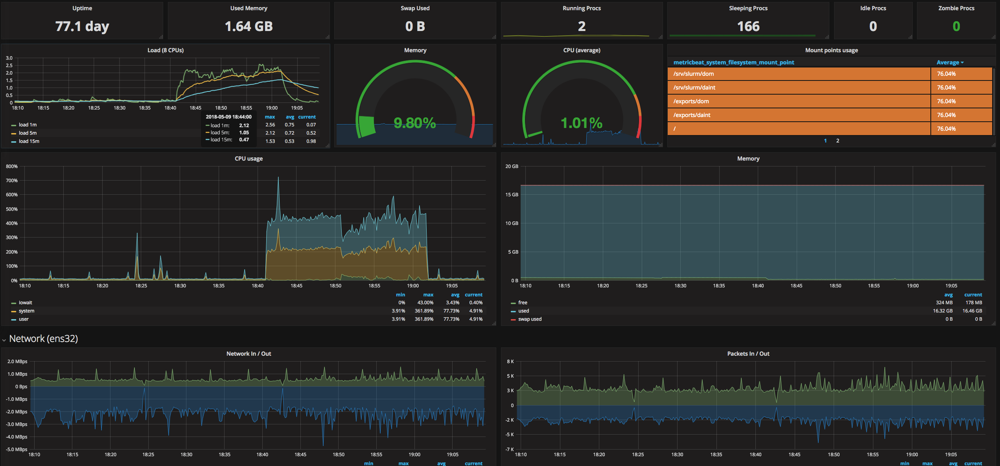 Uptime
77.1 day
Used Memory
1.64 GB
Swap Used
0 B
Running Procs
2
Sleeping Procs
166
Idle Procs
0
Zombie Procs
0
Load (8 CPUs)
3.0
2.5
2.0
1.5
1.0
0.5
0
18:10 18:15 18:20 18:25 18:30 18:35 18:40 18:45 18:50 18:55 19:00 19:05
max avg current
load 1m 2.56 0.75 0.07
load 5m 2.12 0.72 0.52
load 15m 1.53 0.53 0.98
2018-05-09 18:44:00
load 1m: 2.12
load 5m: 1.05
load 15m: 0.47
Memory
9.80%
CPU (average)
1.01%
Mount points usage
metricbeat_system_filesystem_mount_point Average
/srv/slurm/dom 76.04%
/srv/slurm/daint 76.04%
/exports/dom 76.04%
/exports/daint 76.04%
/ 76.04%
1 2
CPU usage
800%
700%
600%
500%
400%
300%
200%
100%
0%
18:10 18:15 18:20 18:25 18:30 18:35 18:40 18:45 18:50 18:55 19:00 19:05
min max avg current
iowait 0% 43.00% 3.43% 0.40%
system 3.91% 361.89% 77.73% 4.91%
user 3.91% 361.89% 77.73% 4.91%
Memory
20 GB
15 GB
10 GB
5 GB
0 B
18:10 18:15 18:20 18:25 18:30 18:35 18:40 18:45 18:50 18:55 19:00 19:05
avg current
free 324 MB 178 MB
used 16.32 GB 16.46 GB
swap used 0 B 0 B
Network (ens32)
Network In / Out
2.0 MBps
1.0 MBps
0 Bps
-1.0 MBps
-2.0 MBps
-3.0 MBps
-4.0 MBps
-5.0 MBps
18:10 18:15 18:20 18:25 18:30 18:35 18:40 18:45 18:50 18:55 19:00 19:05
min max avg current
Packets In / Out
8 K
5 K
3 K
0
-2 K
-5 K
-7 K
18:10 18:15 18:20 18:25 18:30 18:35 18:40 18:45 18:50 18:55 19:00 19:05
min max avg current